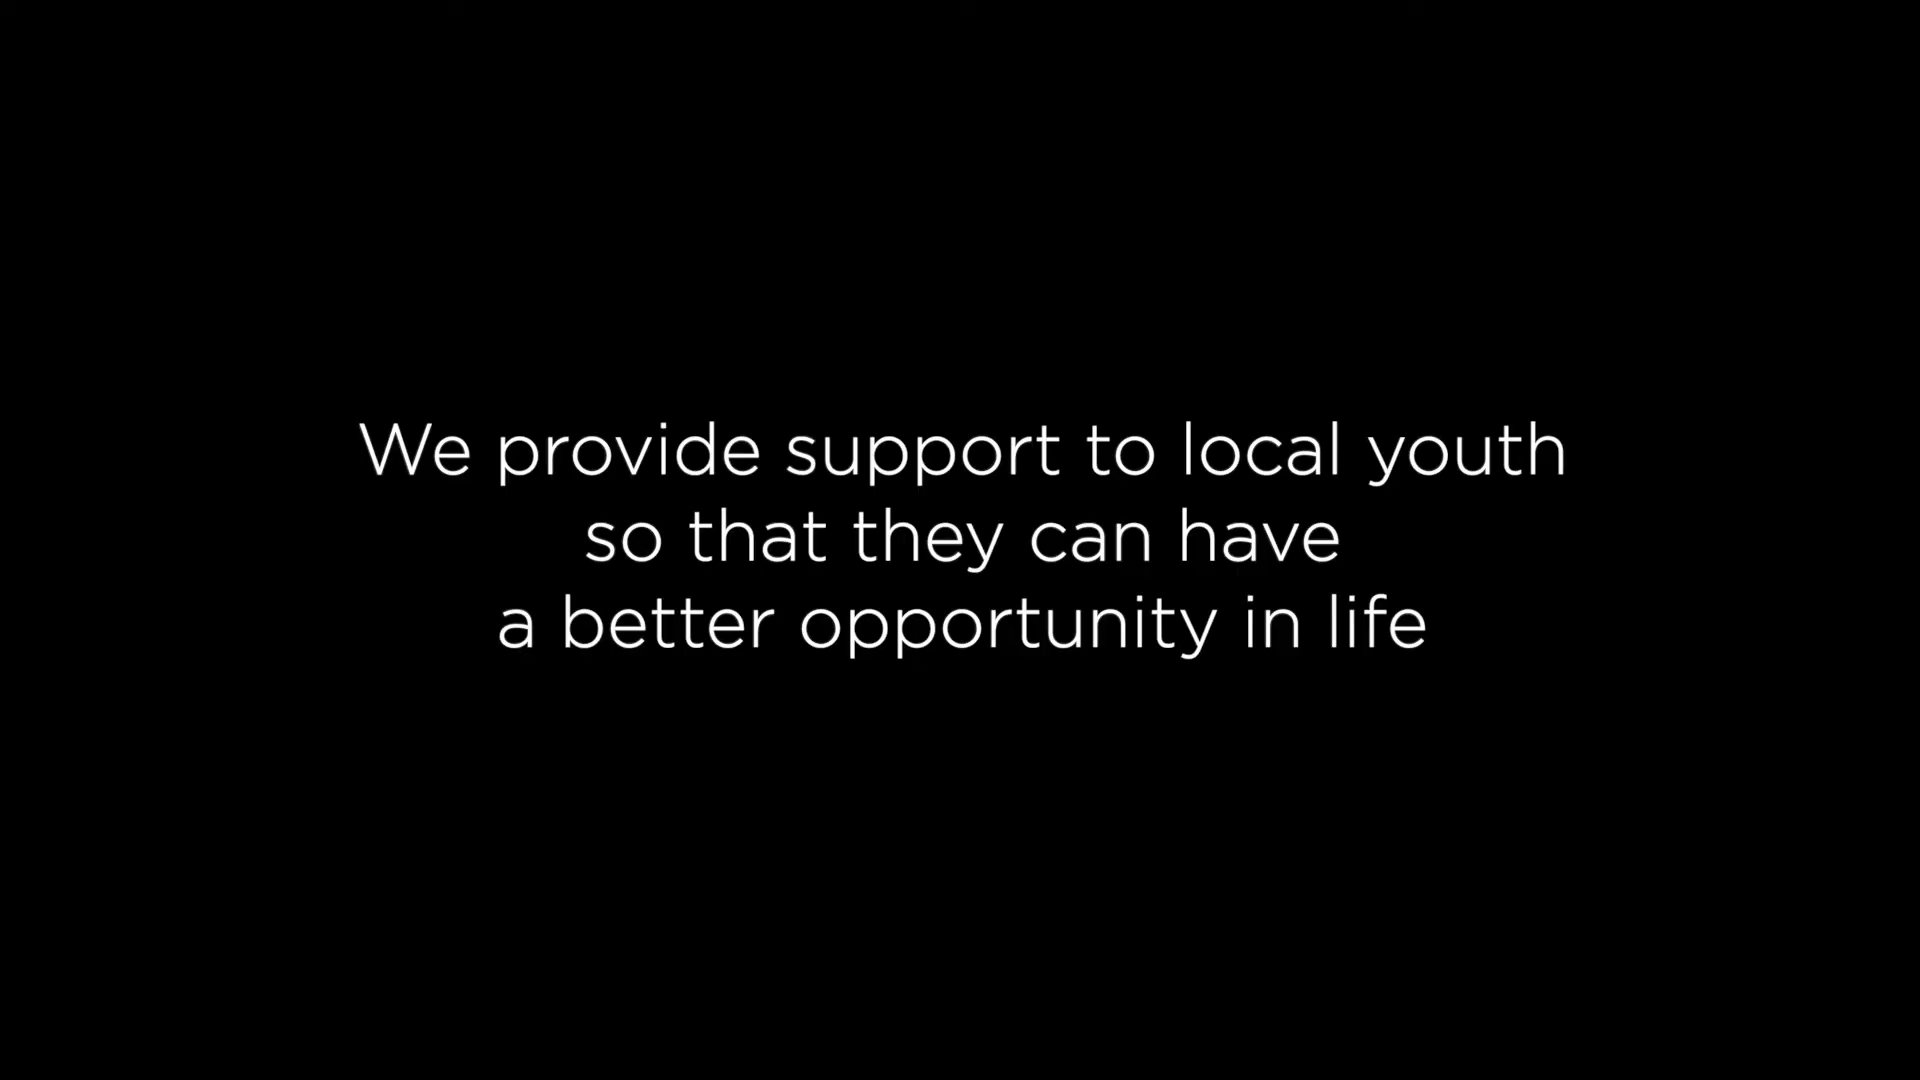 We provide support to local youth
so that they can have
a better opportunity in life